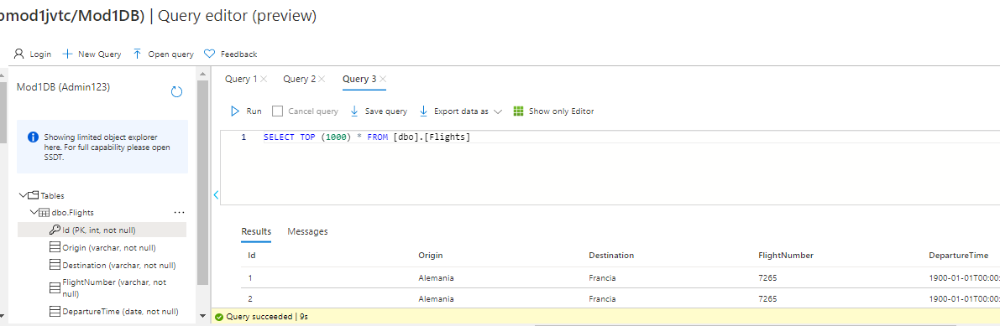 omod1jvtc/Mod1DB) | Query editor (preview)
Login New Query Open query Feedback
Mod1DB (Admin123)
Showing limited object explorer
here. For full capability please open
SSDT.
Tables
dbo.Flights
Id (PK, int, not null)
Origin (varchar, not null)
Destination (varchar, not null)
FlightNumber (varchar, not
null)
DepartureTime (date, not null)
Query 1 Query 2 Query 3
Run Cancel query Save query Export data as Show only Editor
1 SELECT TOP (1000) * FROM [dbo].[Flights]
Results Messages
Id Origin Destination FlightNumber DepartureTime
1 Alemania Francia 7265 1900-01-01T00:00:
2 Alemania Francia 7265 1900-01-01T00:00:
Query succeeded | 9s